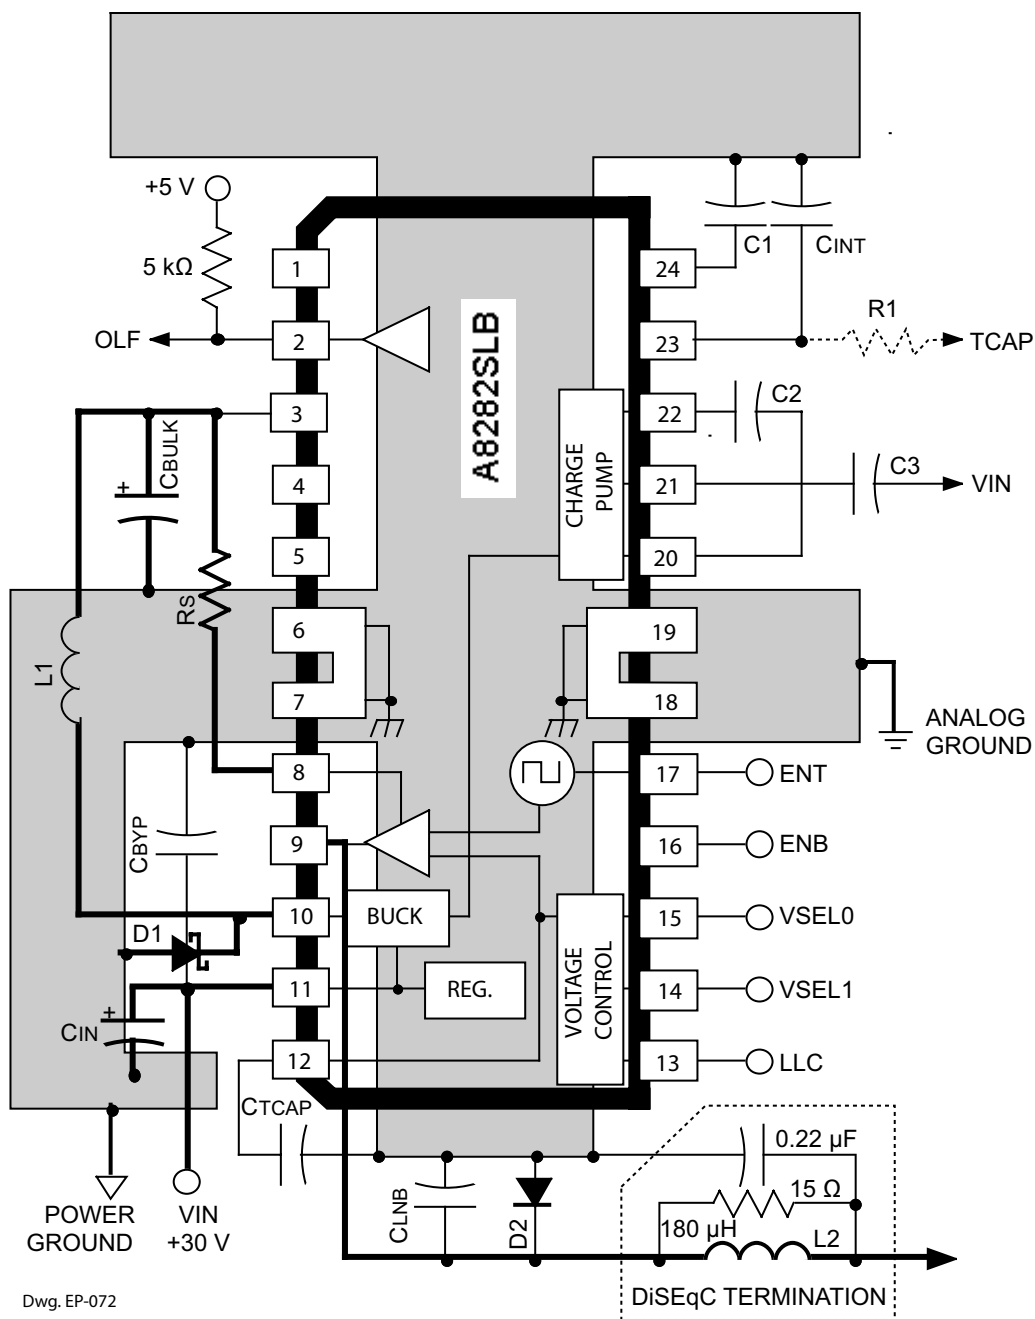 +5 V
5 kΩ
OLF
A8282SLB
C1
CINT
R1
TCAP
C2
C3
VIN
CHARGE
PUMP
CBULK
+
RS
L1
1
2
3
4
5
6
7
8
9
10
11
12
24
23
22
21
20
19
18
17
16
15
14
13
ANALOG
GROUND
ENT
ENB
VSEL0
VSEL1
LLC
CBYP
D1
BUCK
REG.
VOLTAGE
CONTROL
+
CIN
CTCAP
CLNB
D2
0.22 µF
15 Ω
180 µH
L2
POWER
GROUND
VIN
+30 V
DiSEqC TERMINATION
Dwg. EP-072